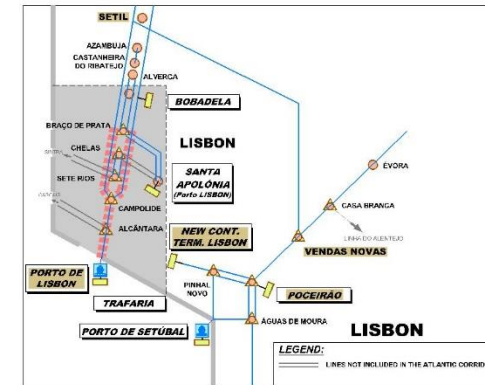 SETIL
AZAMBUJA
CASTANHEIRA
DO RIBATEJO
ALVERCA
BOBADELA
BRAÇO DE PRATA
LISBON
CHELAS
SANTA
APOLÓNIA
(Porto LISBON)
SETE RIOS
ÉVORA
CAMPOLIDE
CASA BRANCA
NEW CONT.
TERM. LISBON
ALCÂNTARA
LINHA DO ALENTEJO
VENDAS NOVAS
PORTO DE
LISBON
PINHAL
NOVO
POCEIRÃO
TRAFARIA
ÁGUAS DE MOURA
PORTO DE SETÚBAL
LISBON
LEGEND:
LINES NOT INCLUDED IN THE ATLANTIC CORRID